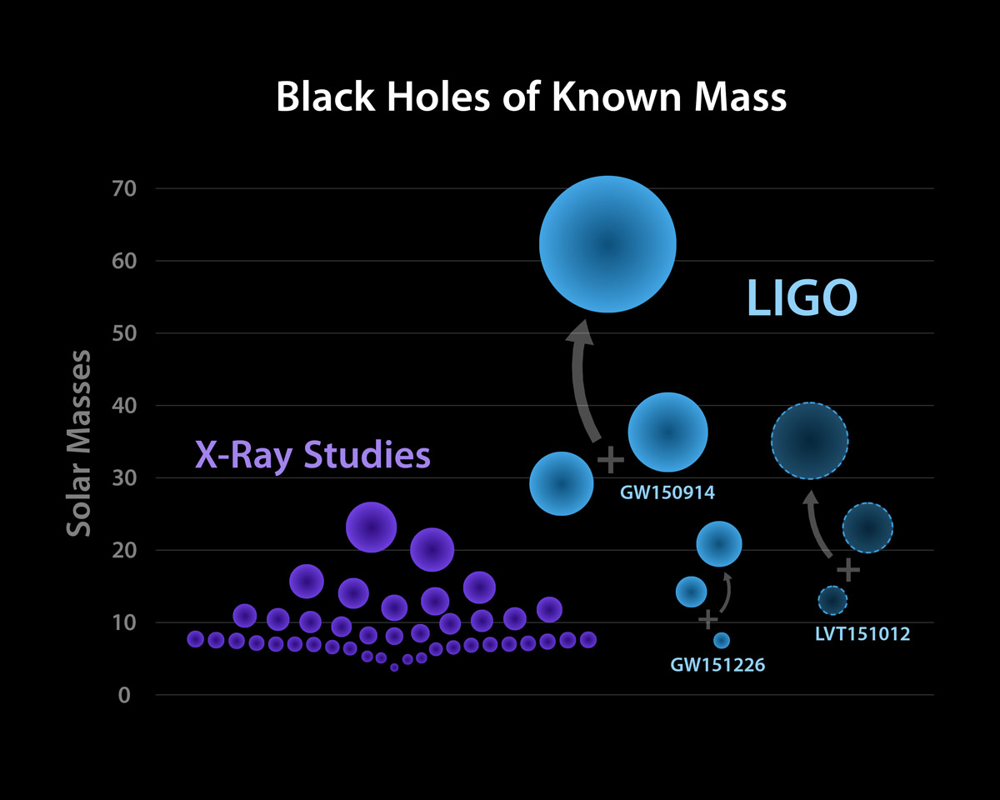 Black Holes of Known Mass
70
60
50
40
30
20
10
0
Solar Masses
LIGO
X-Ray Studies
GW150914
GW151226
LVT151012